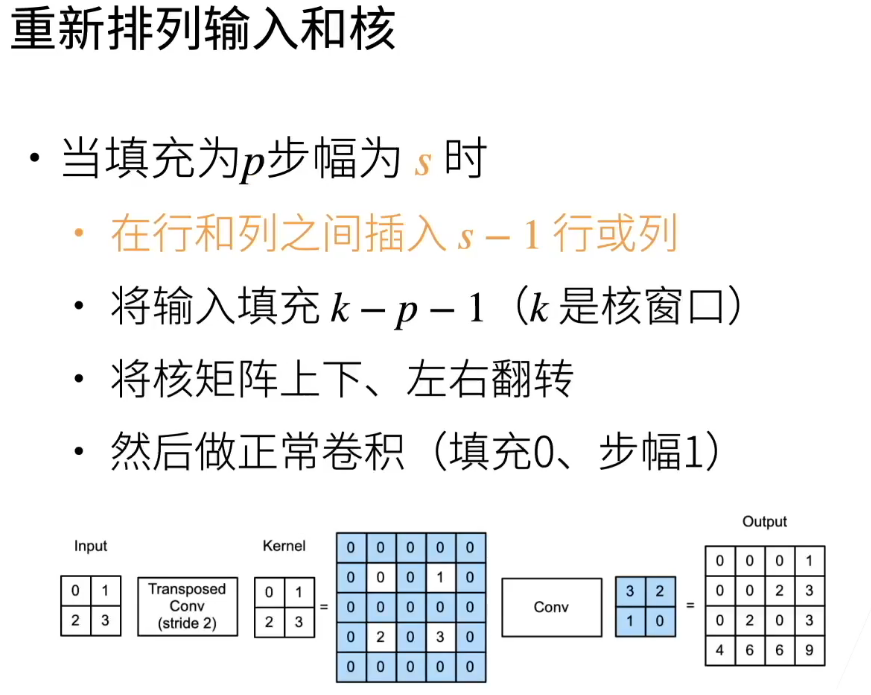 重新排列输入和核
• 当填充为p步幅为 s 时
• 在行和列之间插入 s − 1 行或列
• 将输入填充 k − p − 1（k 是核窗口）
• 将核矩阵上下、左右翻转
• 然后做正常卷积（填充0、步幅1）
Output
Input
Kernel
0 1
2 3
Transposed
Conv
(stride 2)
0 1
2 3
=
0 0 0 0 0
0 0 0 1 0
0 0 0 0 0
0 2 0 3 0
0 0 0 0 0
Conv
3 2
1 0
=
0 0 0 1
0 0 2 3
0 2 0 3
4 6 6 9